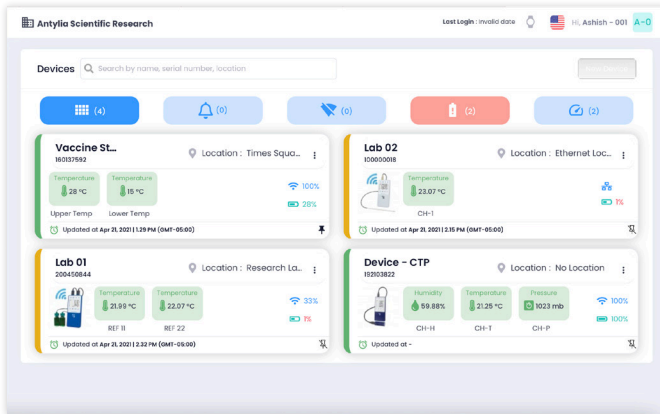 Antylia Scientific Research
Last Login : Invalid date
Hi, Ashish - 001
A-0
Devices
Search by name, serial number, location
(4)
(0)
(0)
(2)
(2)
Vaccine St...
160137592
Location : Times Squa...
Temperature
28 °C
Upper Temp
Temperature
15 °C
Lower Temp
100%
28%
Updated at Apr 21, 2021 | 1.29 PM (GMT-05:00)
Lab 02
100000018
Location : Ethernet Loc...
Temperature
23.07 °C
CH-1
1%
Updated at Apr 21, 2021 | 2.15 PM (GMT-05:00)
Lab 01
200450844
Location : Research La...
Temperature
21.99 °C
REF 11
Temperature
22.07 °C
REF 22
33%
1%
Updated at Apr 21, 2021 | 2.32 PM (GMT-05:00)
Device - CTP
192103822
Location : No Location
Humidity
59.88%
CH-H
Temperature
21.25 °C
CH-T
Pressure
1023 mb
CH-P
100%
100%
Updated at -